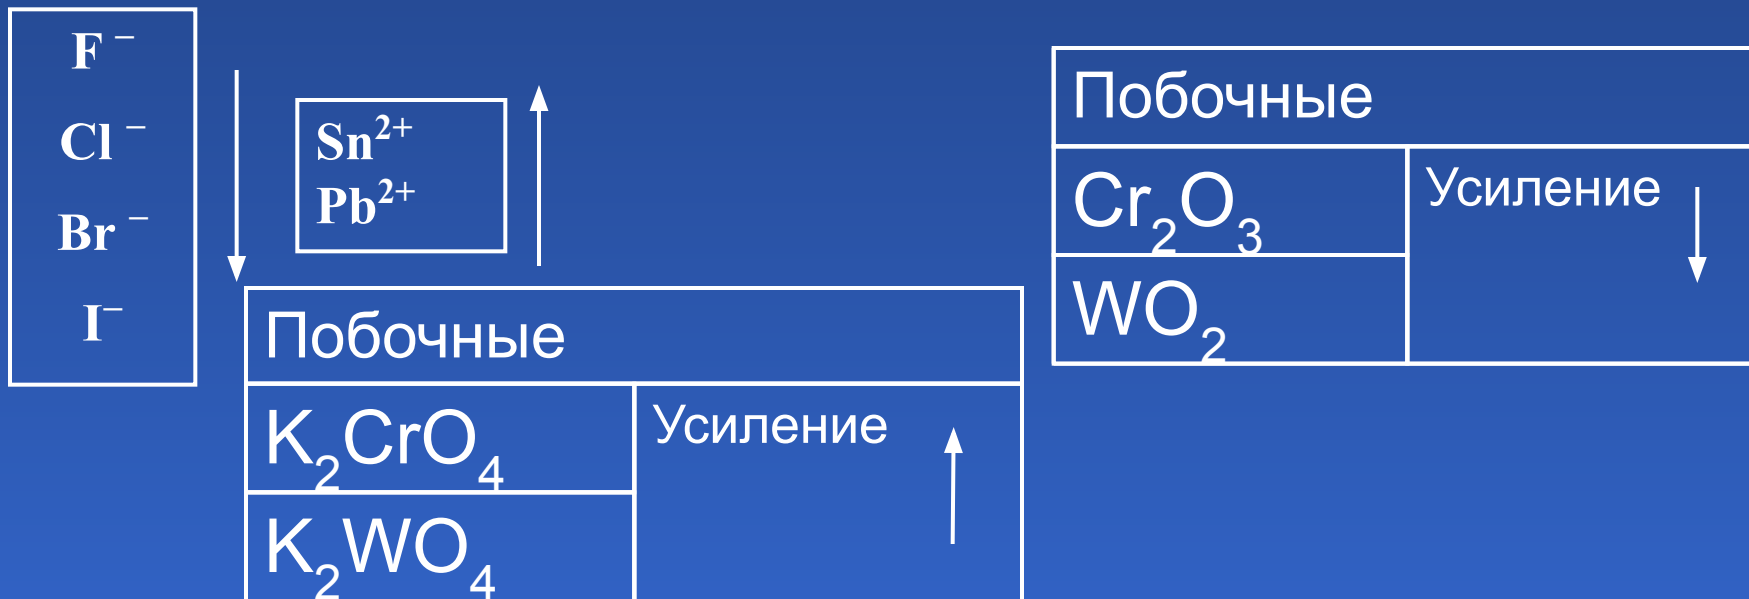 F⁻
Cl⁻
Br⁻
I⁻
Sn²⁺
Pb²⁺
Побочные
K₂CrO₄
Усиление
K₂WO₄
Побочные
Cr₂O₃
Усиление
WO₂